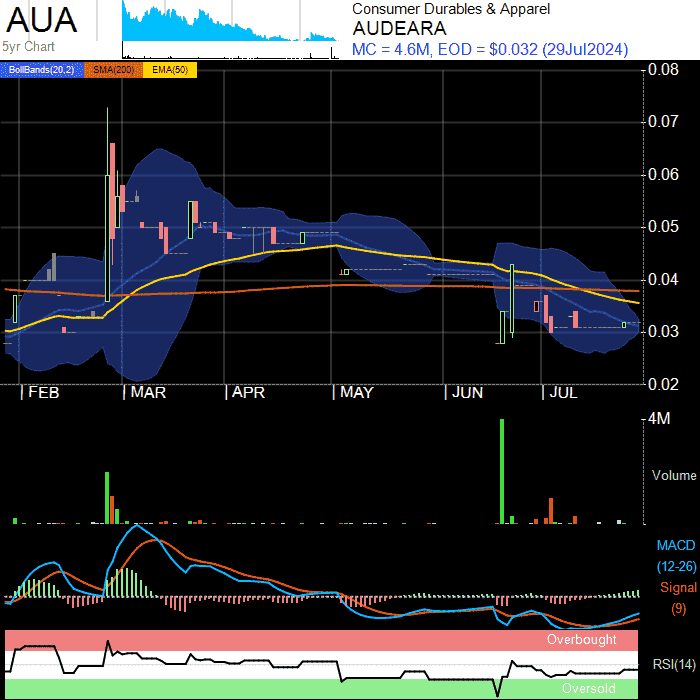 AUA
5yr Chart
Consumer Durables & Apparel
AUDEARA
MC = 4.6M, EOD = $0.032 (29Jul2024)
BollBands(20,2) SMA(200) EMA(50)
0.08
0.07
0.06
0.05
0.04
0.03
0.02
FEB MAR APR MAY JUN JUL
4M
Volume
MACD
(12-26)
Signal
(9)
Overbought
RSI(14)
Oversold